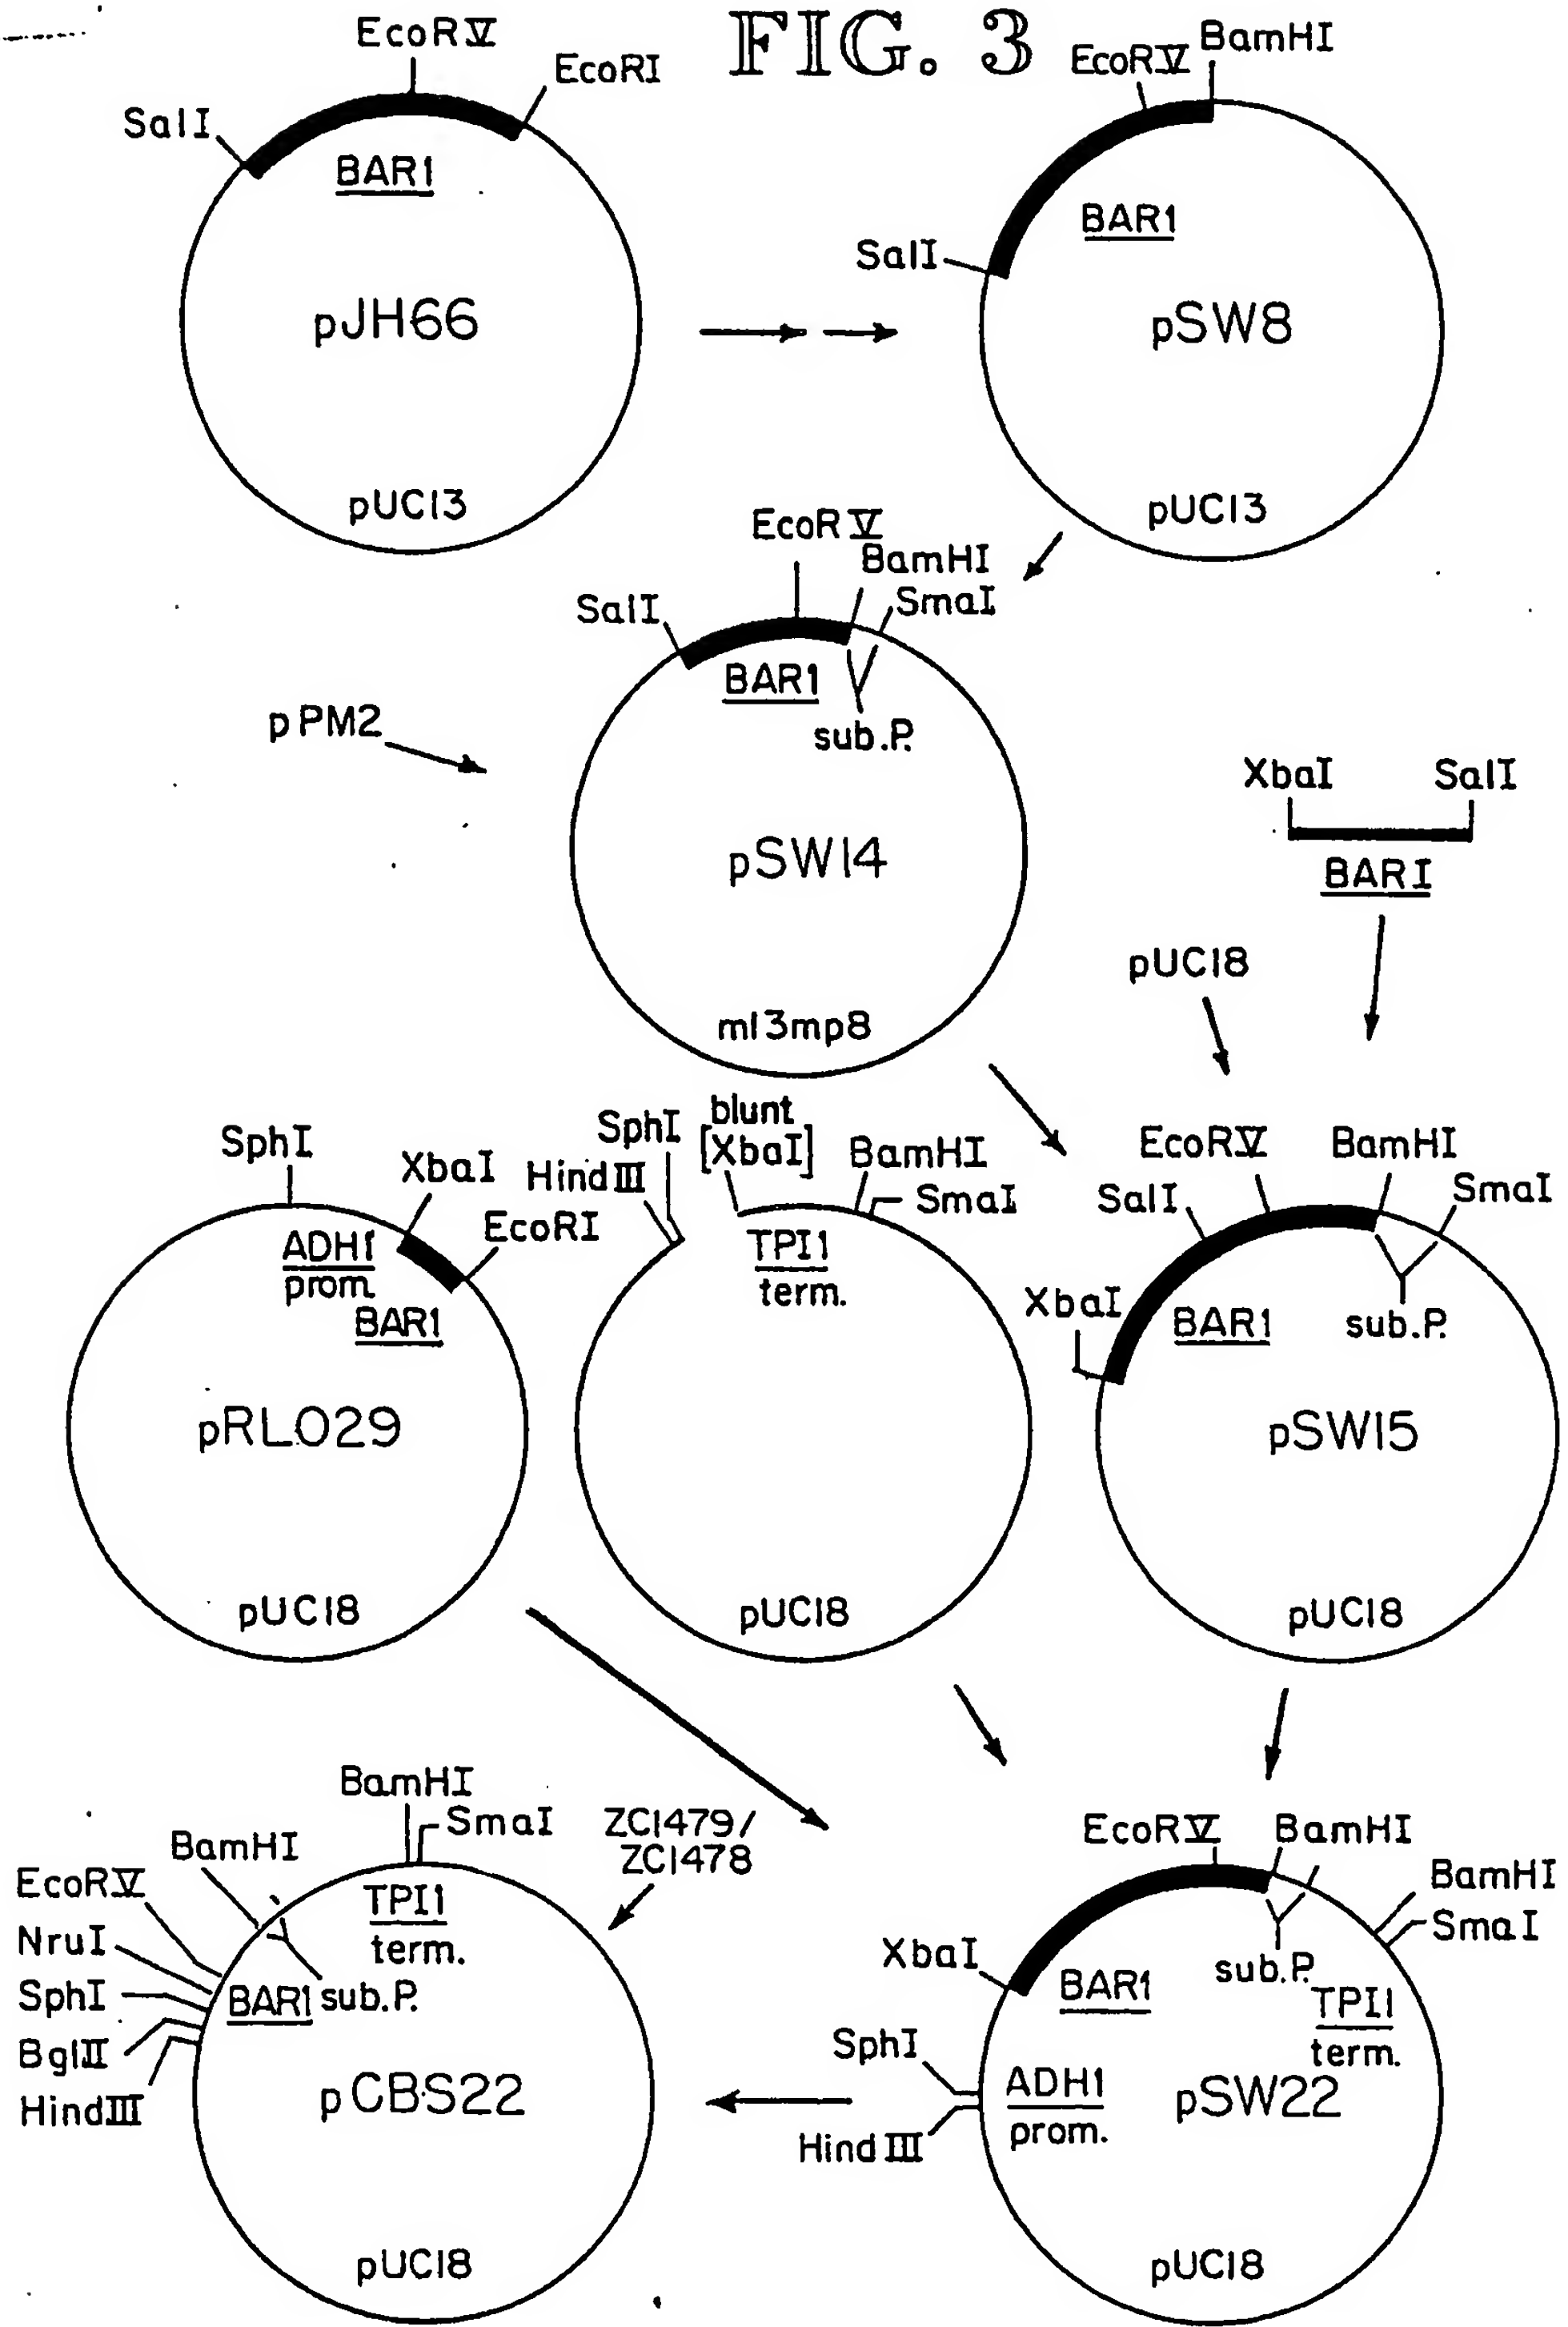 FIG. 3
EcoRV
EcoRI
SalI
BAR1
pJH66
pUC13
EcoRV
BamHI
SalI
BAR1
pSW8
pUC13
EcoRV
BamHI
SmaI
SalI
BAR1
sub.P.
pPM2
pSW14
m13mp8
XbaI
SalI
BARI
pUC18
SphI
XbaI
EcoRI
ADH1
prom.
BAR1
pRLO29
pUC18
SphI
HindIII
blunt
[XbaI]
BamHI
SmaI
TPI1
term.
pUC18
EcoRV
BamHI
SalI
SmaI
XbaI
BAR1
sub.P.
pSW15
pUC18
BamHI
SmaI
ZC1479/
ZC1478
BamHI
EcoRV
NruI
SphI
BglII
HindIII
TPI1
term.
BAR1
sub.P.
pCBS22
pUC18
EcoRV
BamHI
BamHI
SmaI
XbaI
BAR1
sub.P.
TPI1
term.
SphI
HindIII
ADH1
prom.
pSW22
pUC18